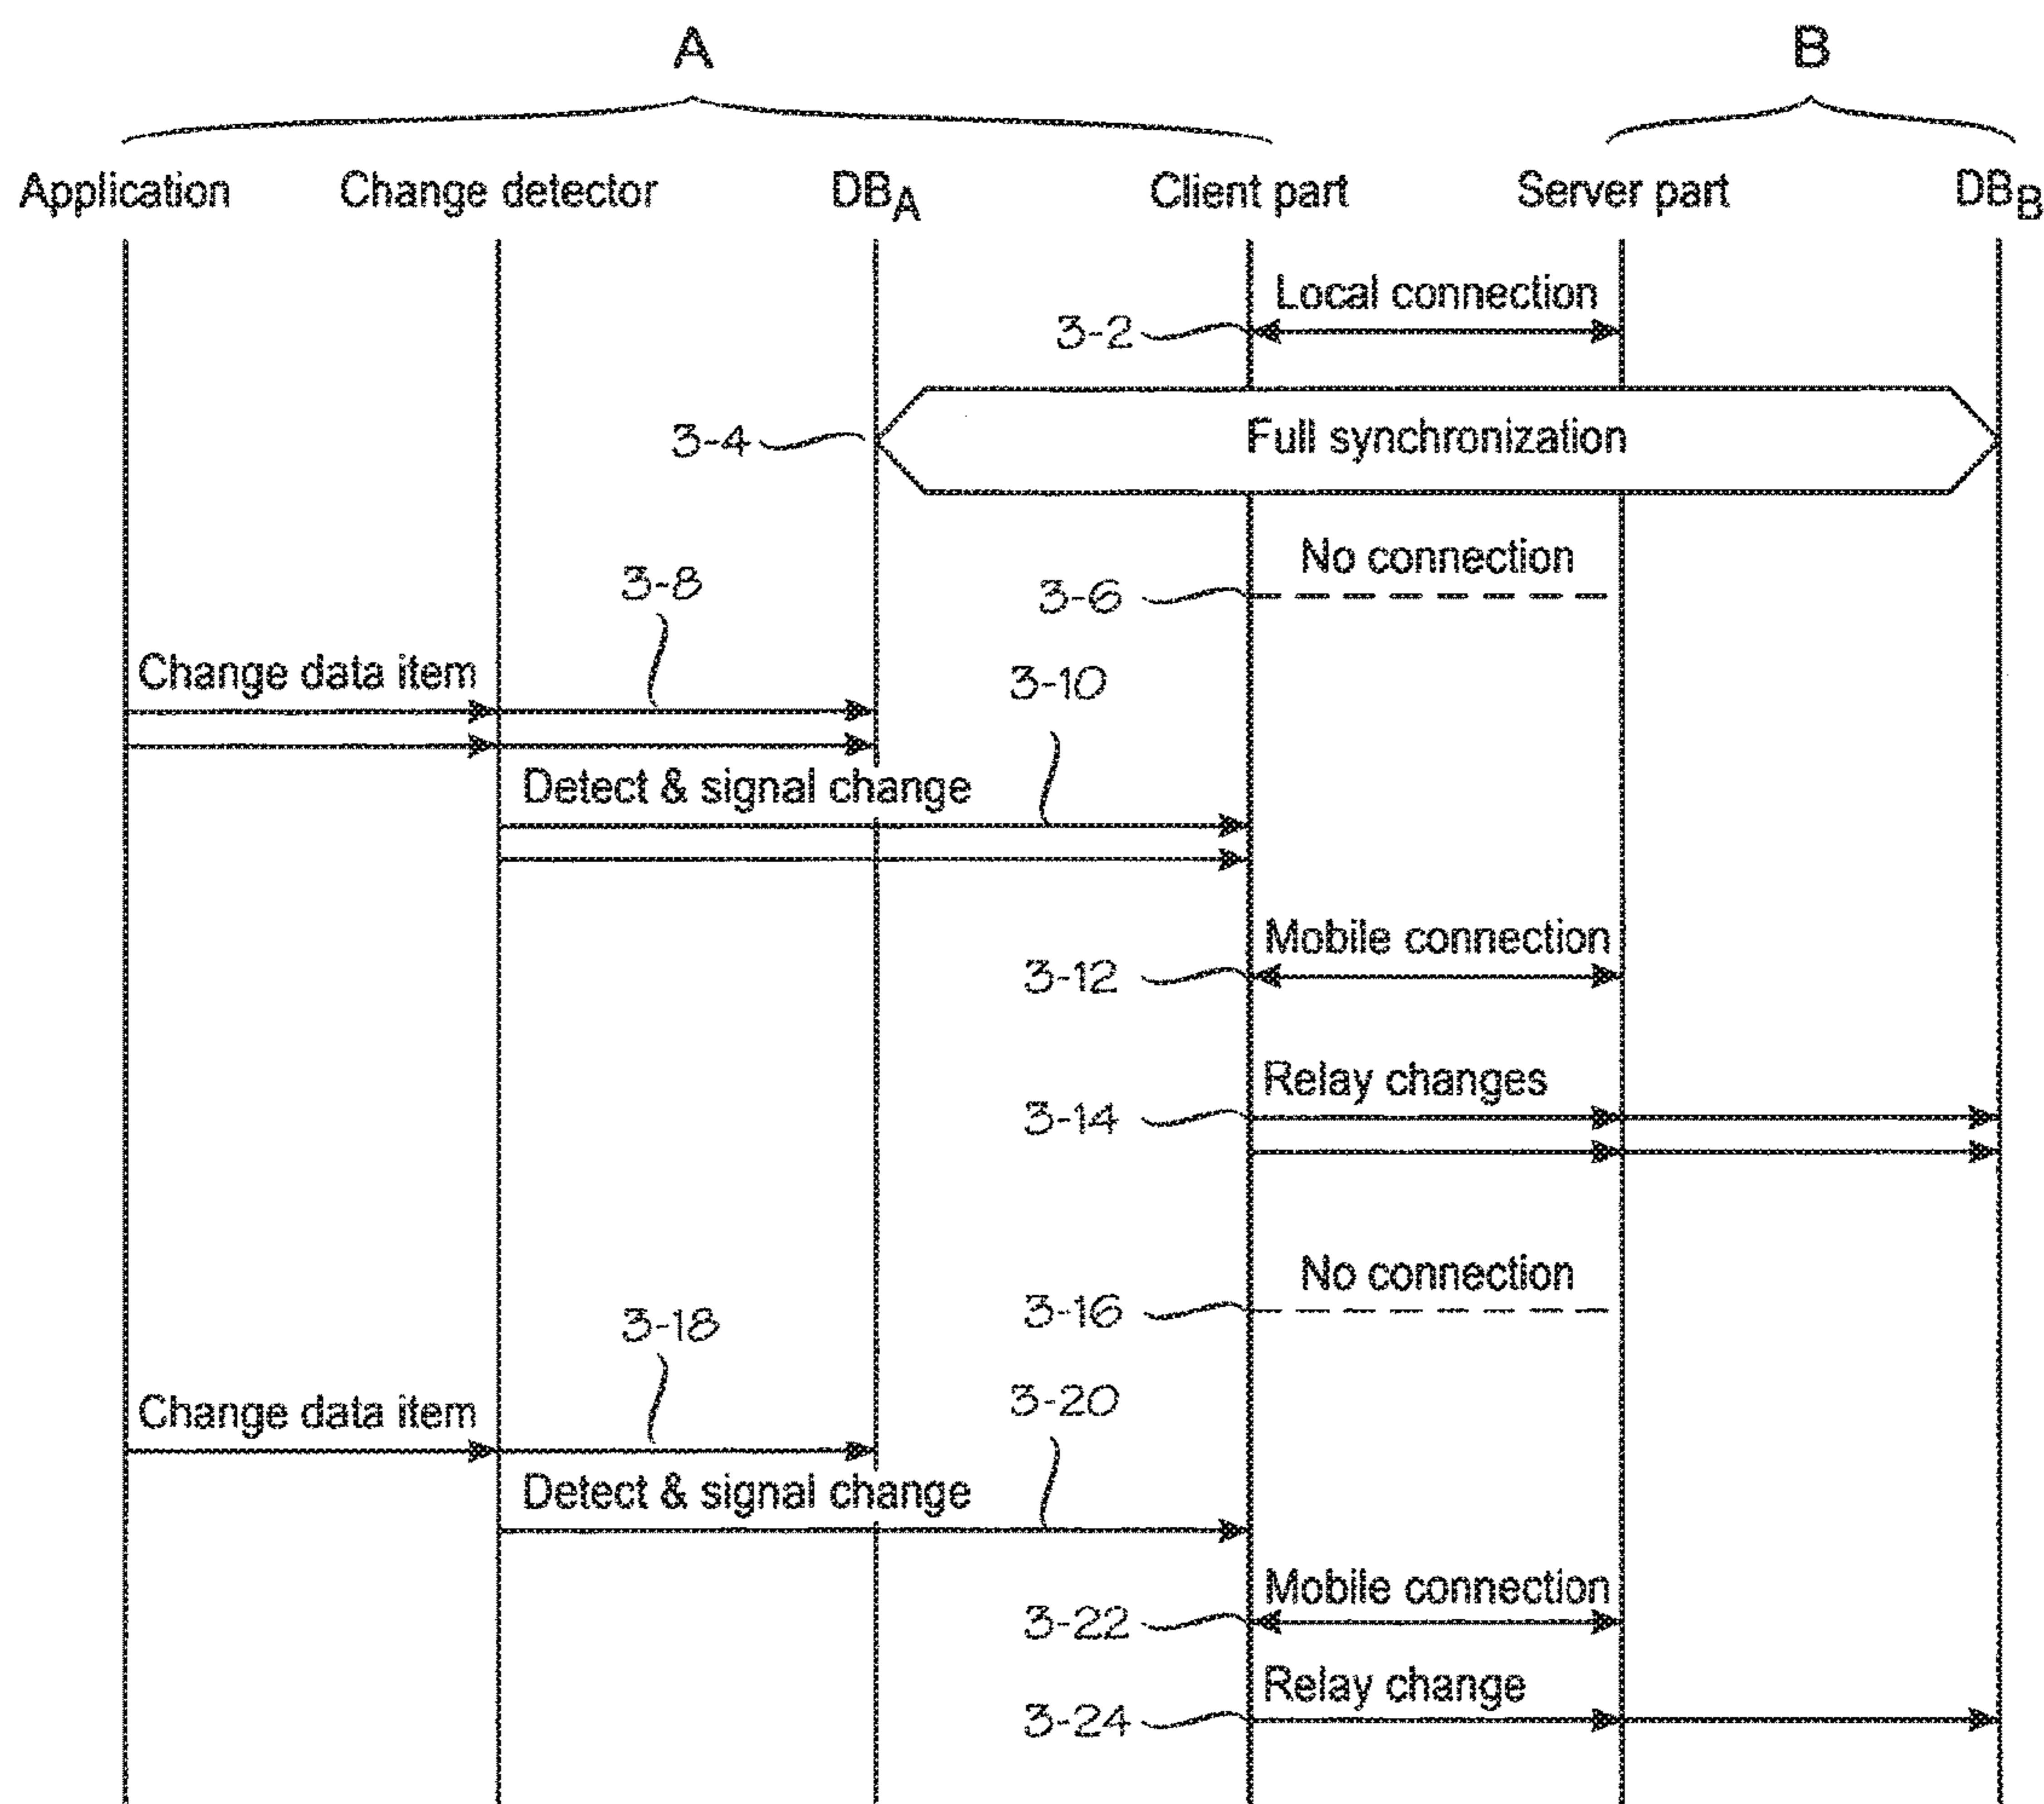 A B
Application Change detector DBA Client part Server part DBB
Local connection
3-2
Full synchronization
3-4
No connection
3-6
3-8
Change data item
3-10
Detect & signal change
Mobile connection
3-12
Relay changes
3-14
No connection
3-16
3-18
Change data item
3-20
Detect & signal change
Mobile connection
3-22
Relay change
3-24